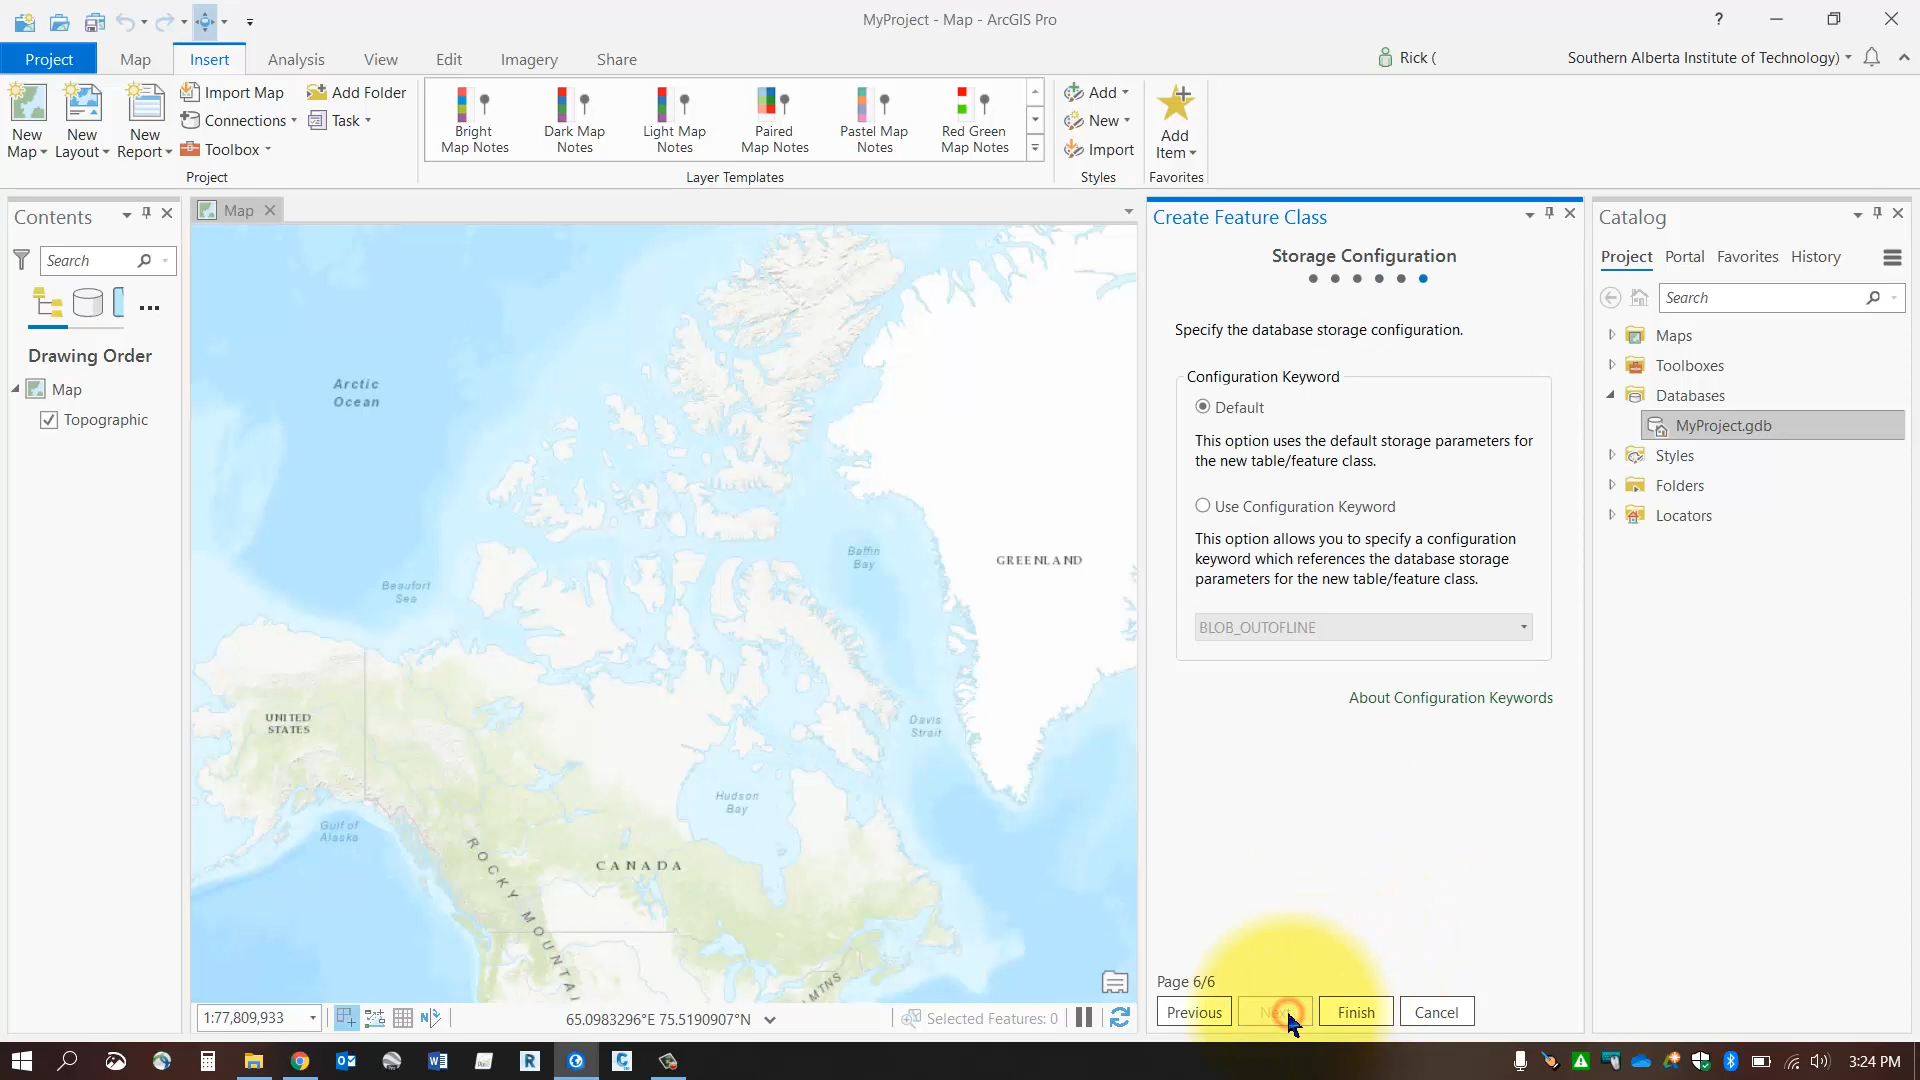 MyProject - Map - ArcGIS Pro
?
Project
Map
Insert
Analysis
View
Edit
Imagery
Share
Rick (
Southern Alberta Institute of Technology)
New
Map
New
Layout
New
Report
Import Map
Connections
Toolbox
Add Folder
Task
Project
Bright
Map Notes
Dark Map
Notes
Light Map
Notes
Paired
Map Notes
Pastel Map
Notes
Red Green
Map Notes
Layer Templates
Add
New
Import
Styles
Add
Item
Favorites
Contents
Search
Drawing Order
Map
Topographic
Map
Arctic
Ocean
Beaufort
Sea
Baffin
Bay
GREENLAND
Davis
Strait
UNITED
STATES
Hudson
Bay
Gulf of
Alaska
CANADA
ROCKY MOUNTAI
MTNS
1:77,809,933
65.0983296°E 75.5190907°N
Selected Features: 0
Create Feature Class
Storage Configuration
Specify the database storage configuration.
Configuration Keyword
Default
This option uses the default storage parameters for
the new table/feature class.
Use Configuration Keyword
This option allows you to specify a configuration
keyword which references the database storage
parameters for the new table/feature class.
BLOB_OUTOFLINE
About Configuration Keywords
Page 6/6
Previous
Finish
Cancel
Catalog
Project
Portal
Favorites
History
Search
Maps
Toolboxes
Databases
MyProject.gdb
Styles
Folders
Locators
3:24 PM